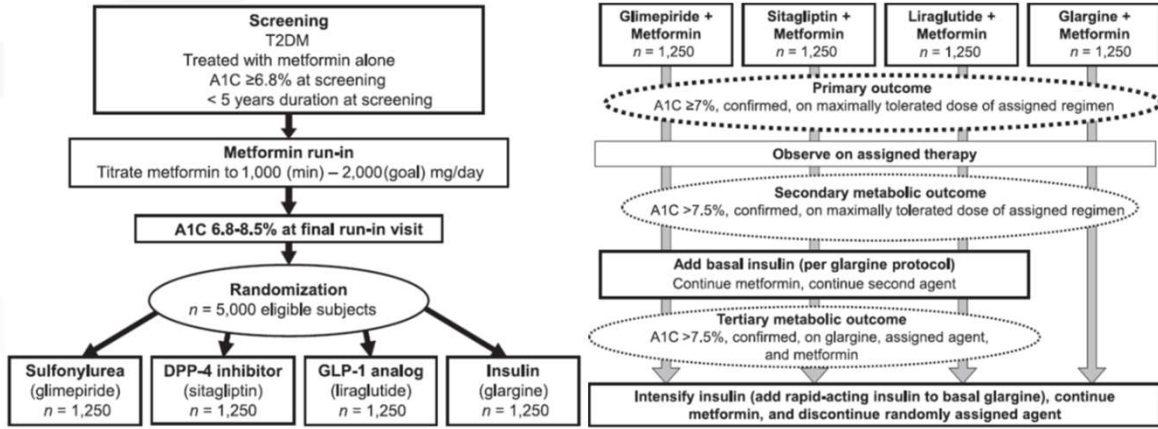 Screening
T2DM
Treated with metformin alone
A1C ≥6.8% at screening
< 5 years duration at screening
Metformin run-in
Titrate metformin to 1,000 (min) – 2,000(goal) mg/day
A1C 6.8-8.5% at final run-in visit
Randomization
n = 5,000 eligible subjects
Sulfonylurea
(glimepiride)
n = 1,250
DPP-4 inhibitor
(sitagliptin)
n = 1,250
GLP-1 analog
(liraglutide)
n = 1,250
Insulin
(glargine)
n = 1,250
Glimepiride +
Metformin
n = 1,250
Sitagliptin +
Metformin
n = 1,250
Liraglutide +
Metformin
n = 1,250
Glargine +
Metformin
n = 1,250
Primary outcome
A1C ≥7%, confirmed, on maximally tolerated dose of assigned regimen
Observe on assigned therapy
Secondary metabolic outcome
A1C >7.5%, confirmed, on maximally tolerated dose of assigned regimen
Add basal insulin (per glargine protocol)
Continue metformin, continue second agent
Tertiary metabolic outcome
A1C >7.5%, confirmed, on glargine, assigned agent,
and metformin
Intensify insulin (add rapid-acting insulin to basal glargine), continue
metformin, and discontinue randomly assigned agent